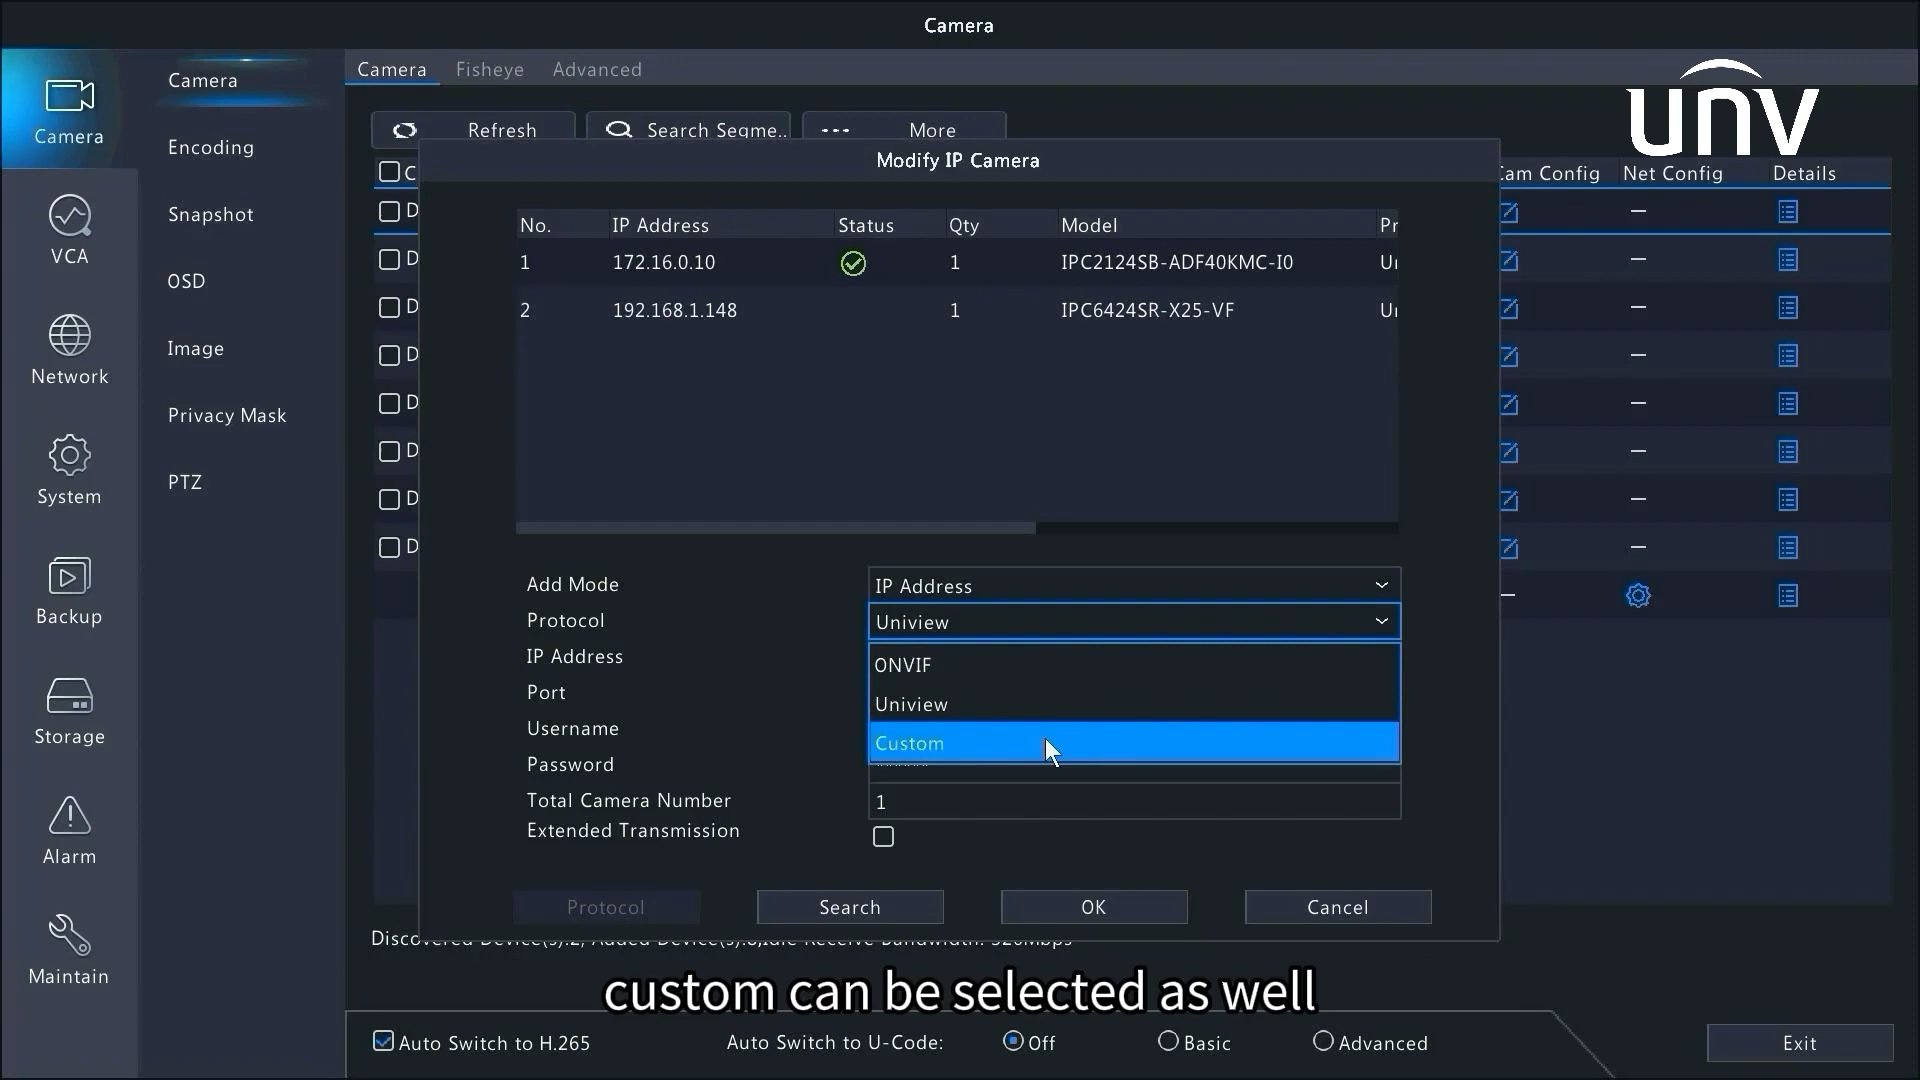 Camera
Camera
VCA
Network
System
Backup
Storage
Alarm
Maintain
Camera
Encoding
Snapshot
OSD
Image
Privacy Mask
PTZ
Camera Fisheye Advanced
unv
Refresh Search Segme.. More
Cam Config Net Config Details
Modify IP Camera
No. IP Address Status Qty Model Pr
1 172.16.0.10 1 IPC2124SB-ADF40KMC-I0
2 192.168.1.148 1 IPC6424SR-X25-VF
Add Mode IP Address
Protocol Uniview
IP Address
Port
Username
Password
ONVIF
Uniview
Custom
Total Camera Number 1
Extended Transmission
Protocol Search OK Cancel
custom can be selected as well
Auto Switch to H.265 Auto Switch to U-Code: Off Basic Advanced
Exit